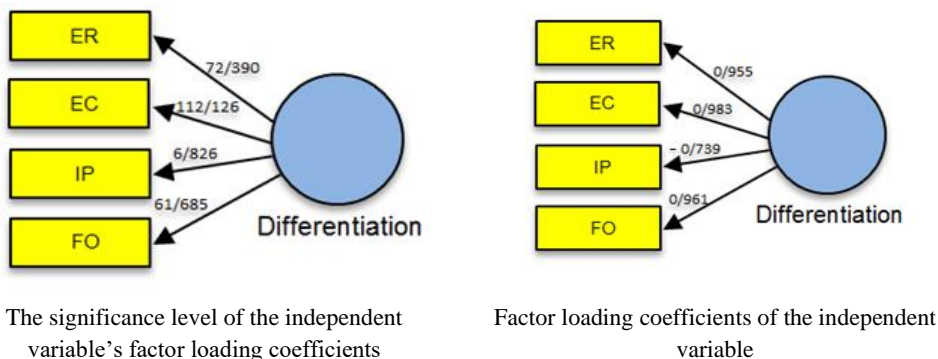 ER
72/390
EC
112/126
IP
6/826
61/685
FO
Differentiation
ER
0/955
EC
0/983
IP
- 0/739
0/961
FO
Differentiation
The significance level of the independent
variable's factor loading coefficients
Factor loading coefficients of the independent
variable